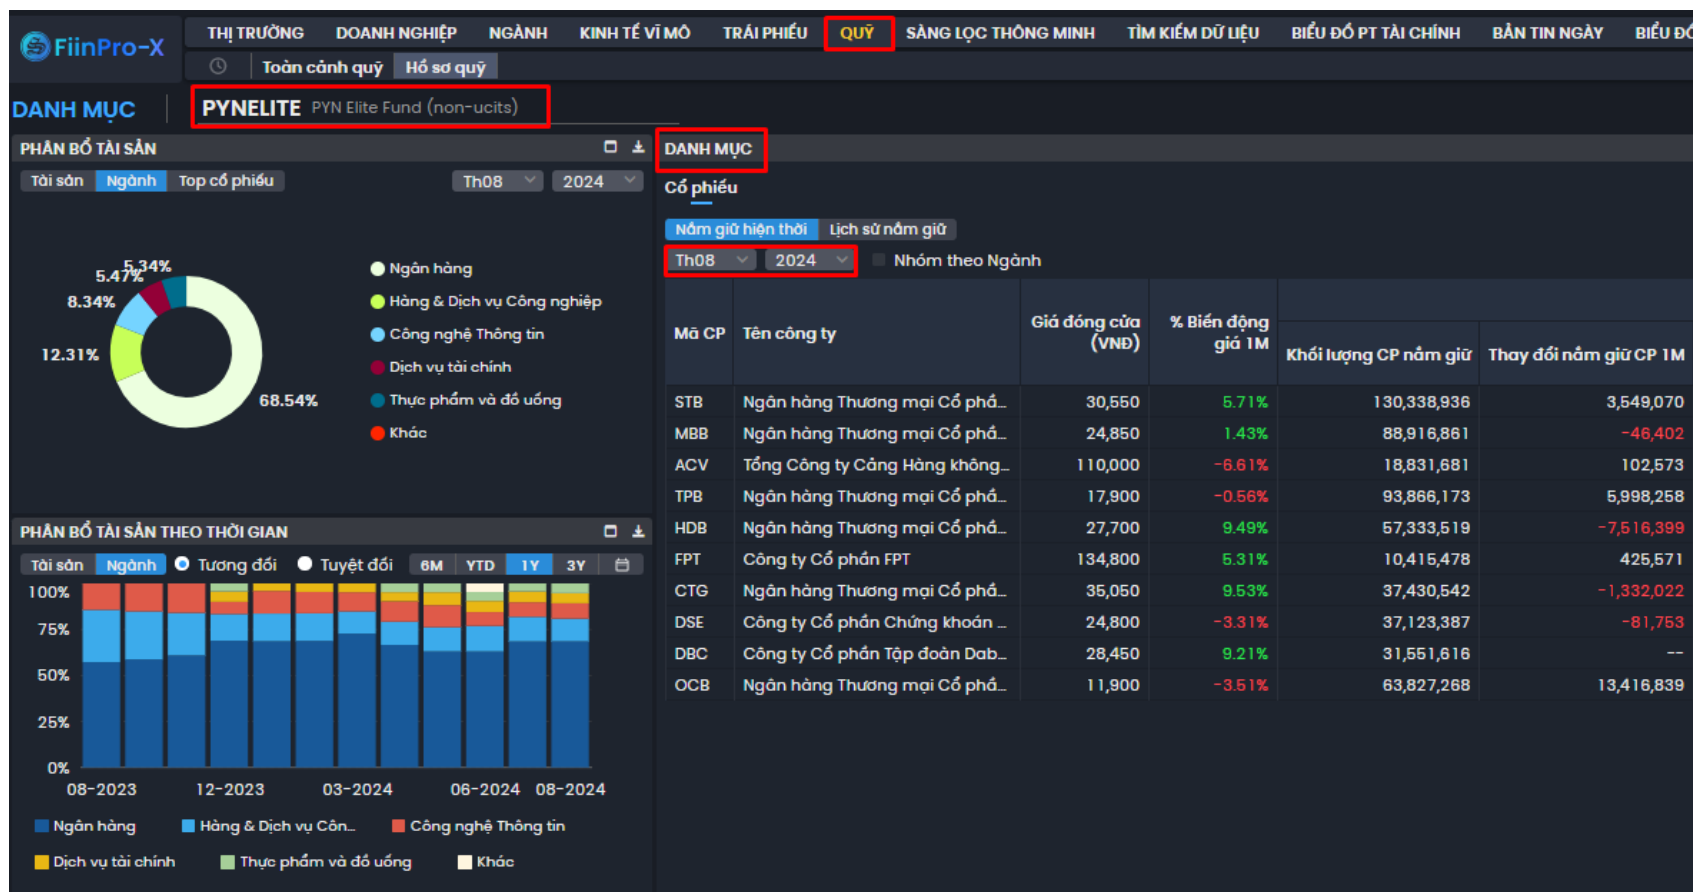 FiinPro-X
THỊ TRƯỜNG DOANH NGHIỆP NGÀNH KINH TẾ VĨ MÔ TRÁI PHIẾU QUỸ SÀNG LỌC THÔNG MINH TÌM KIẾM DỮ LIỆU BIỂU ĐỒ PT TÀI CHÍNH BẢN TIN NGÀY BIỂU ĐỒ
Toàn cảnh quỹ Hồ sơ quỹ
DANH MỤC PYNELITE PYN Elite Fund (non-ucits)
PHÂN BỔ TÀI SẢN
Tài sản Ngành Top cổ phiếu Th08 2024
5.34%
5.47%
8.34%
12.31%
68.54%
Ngân hàng
Hàng & Dịch vụ Công nghiệp
Công nghệ Thông tin
Dịch vụ tài chính
Thực phẩm và đồ uống
Khác
PHÂN BỔ TÀI SẢN THEO THỜI GIAN
Tài sản Ngành Tương đối Tuyệt đối 6M YTD 1Y 3Y
100%
75%
50%
25%
0%
08-2023 12-2023 03-2024 06-2024 08-2024
Ngân hàng Hàng & Dịch vụ Côn... Công nghệ Thông tin
Dịch vụ tài chính Thực phẩm và đồ uống Khác
DANH MỤC
Cổ phiếu
Nắm giữ hiện thời Lịch sử nắm giữ
Th08 2024 Nhóm theo Ngành
Mã CP Tên công ty Giá đóng cửa (VNĐ) % Biến động giá 1M Khối lượng CP nắm giữ Thay đổi nắm giữ CP 1M
STB Ngân hàng Thương mại Cổ phầ... 30,550 5.71% 130,338,936 3,549,070
MBB Ngân hàng Thương mại Cổ phầ... 24,850 1.43% 88,916,861 -46,402
ACV Tổng Công ty Cảng Hàng không... 110,000 -6.61% 18,831,681 102,573
TPB Ngân hàng Thương mại Cổ phầ... 17,900 -0.56% 93,866,173 5,998,258
HDB Ngân hàng Thương mại Cổ phầ... 27,700 9.49% 57,333,519 -7,516,399
FPT Công ty Cổ phần FPT 134,800 5.31% 10,415,478 425,571
CTG Ngân hàng Thương mại Cổ phầ... 35,050 9.53% 37,430,542 -1,332,022
DSE Công ty Cổ phần Chứng khoán ... 24,800 -3.31% 37,123,387 -81,753
DBC Công ty Cổ phần Tập đoàn Dab... 28,450 9.21% 31,551,616 --
OCB Ngân hàng Thương mại Cổ phầ... 11,900 -3.51% 63,827,268 13,416,839